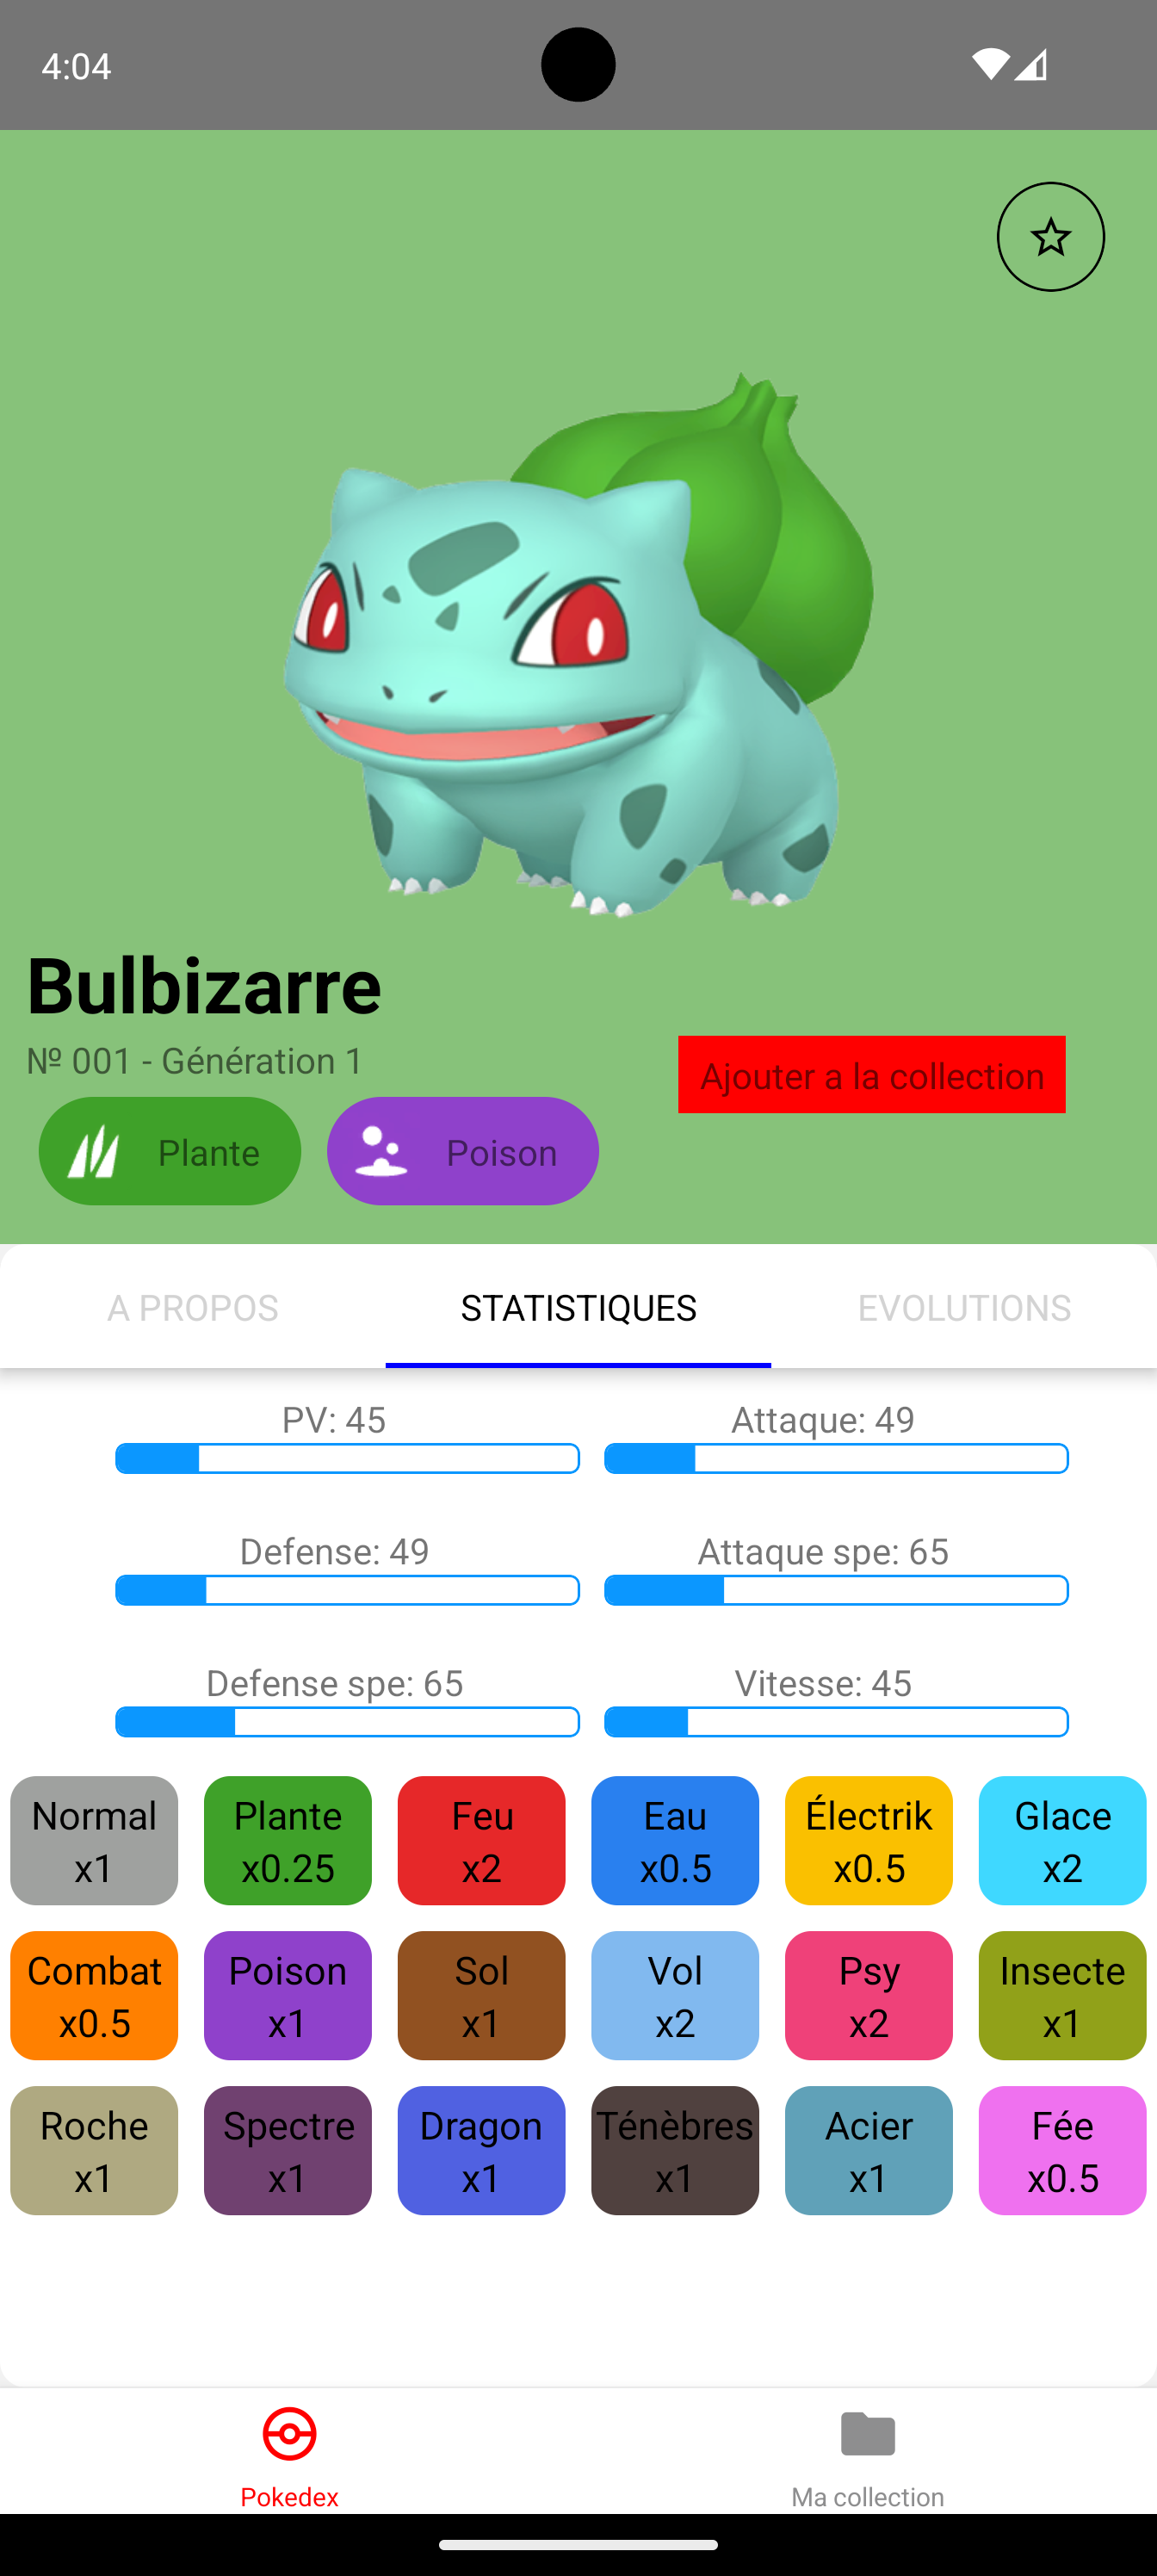 4:04
Bulbizarre
№ 001 - Génération 1
Ajouter a la collection
Plante Poison
A PROPOS STATISTIQUES EVOLUTIONS
PV: 45 Attaque: 49
Defense: 49 Attaque spe: 65
Defense spe: 65 Vitesse: 45
Normal Plante Feu Eau Électrik Glace
x1 x0.25 x2 x0.5 x0.5 x2
Combat Poison Sol Vol Psy Insecte
x0.5 x1 x1 x2 x2 x1
Roche Spectre Dragon Ténèbres Acier Fée
x1 x1 x1 x1 x1 x0.5
Pokedex Ma collection